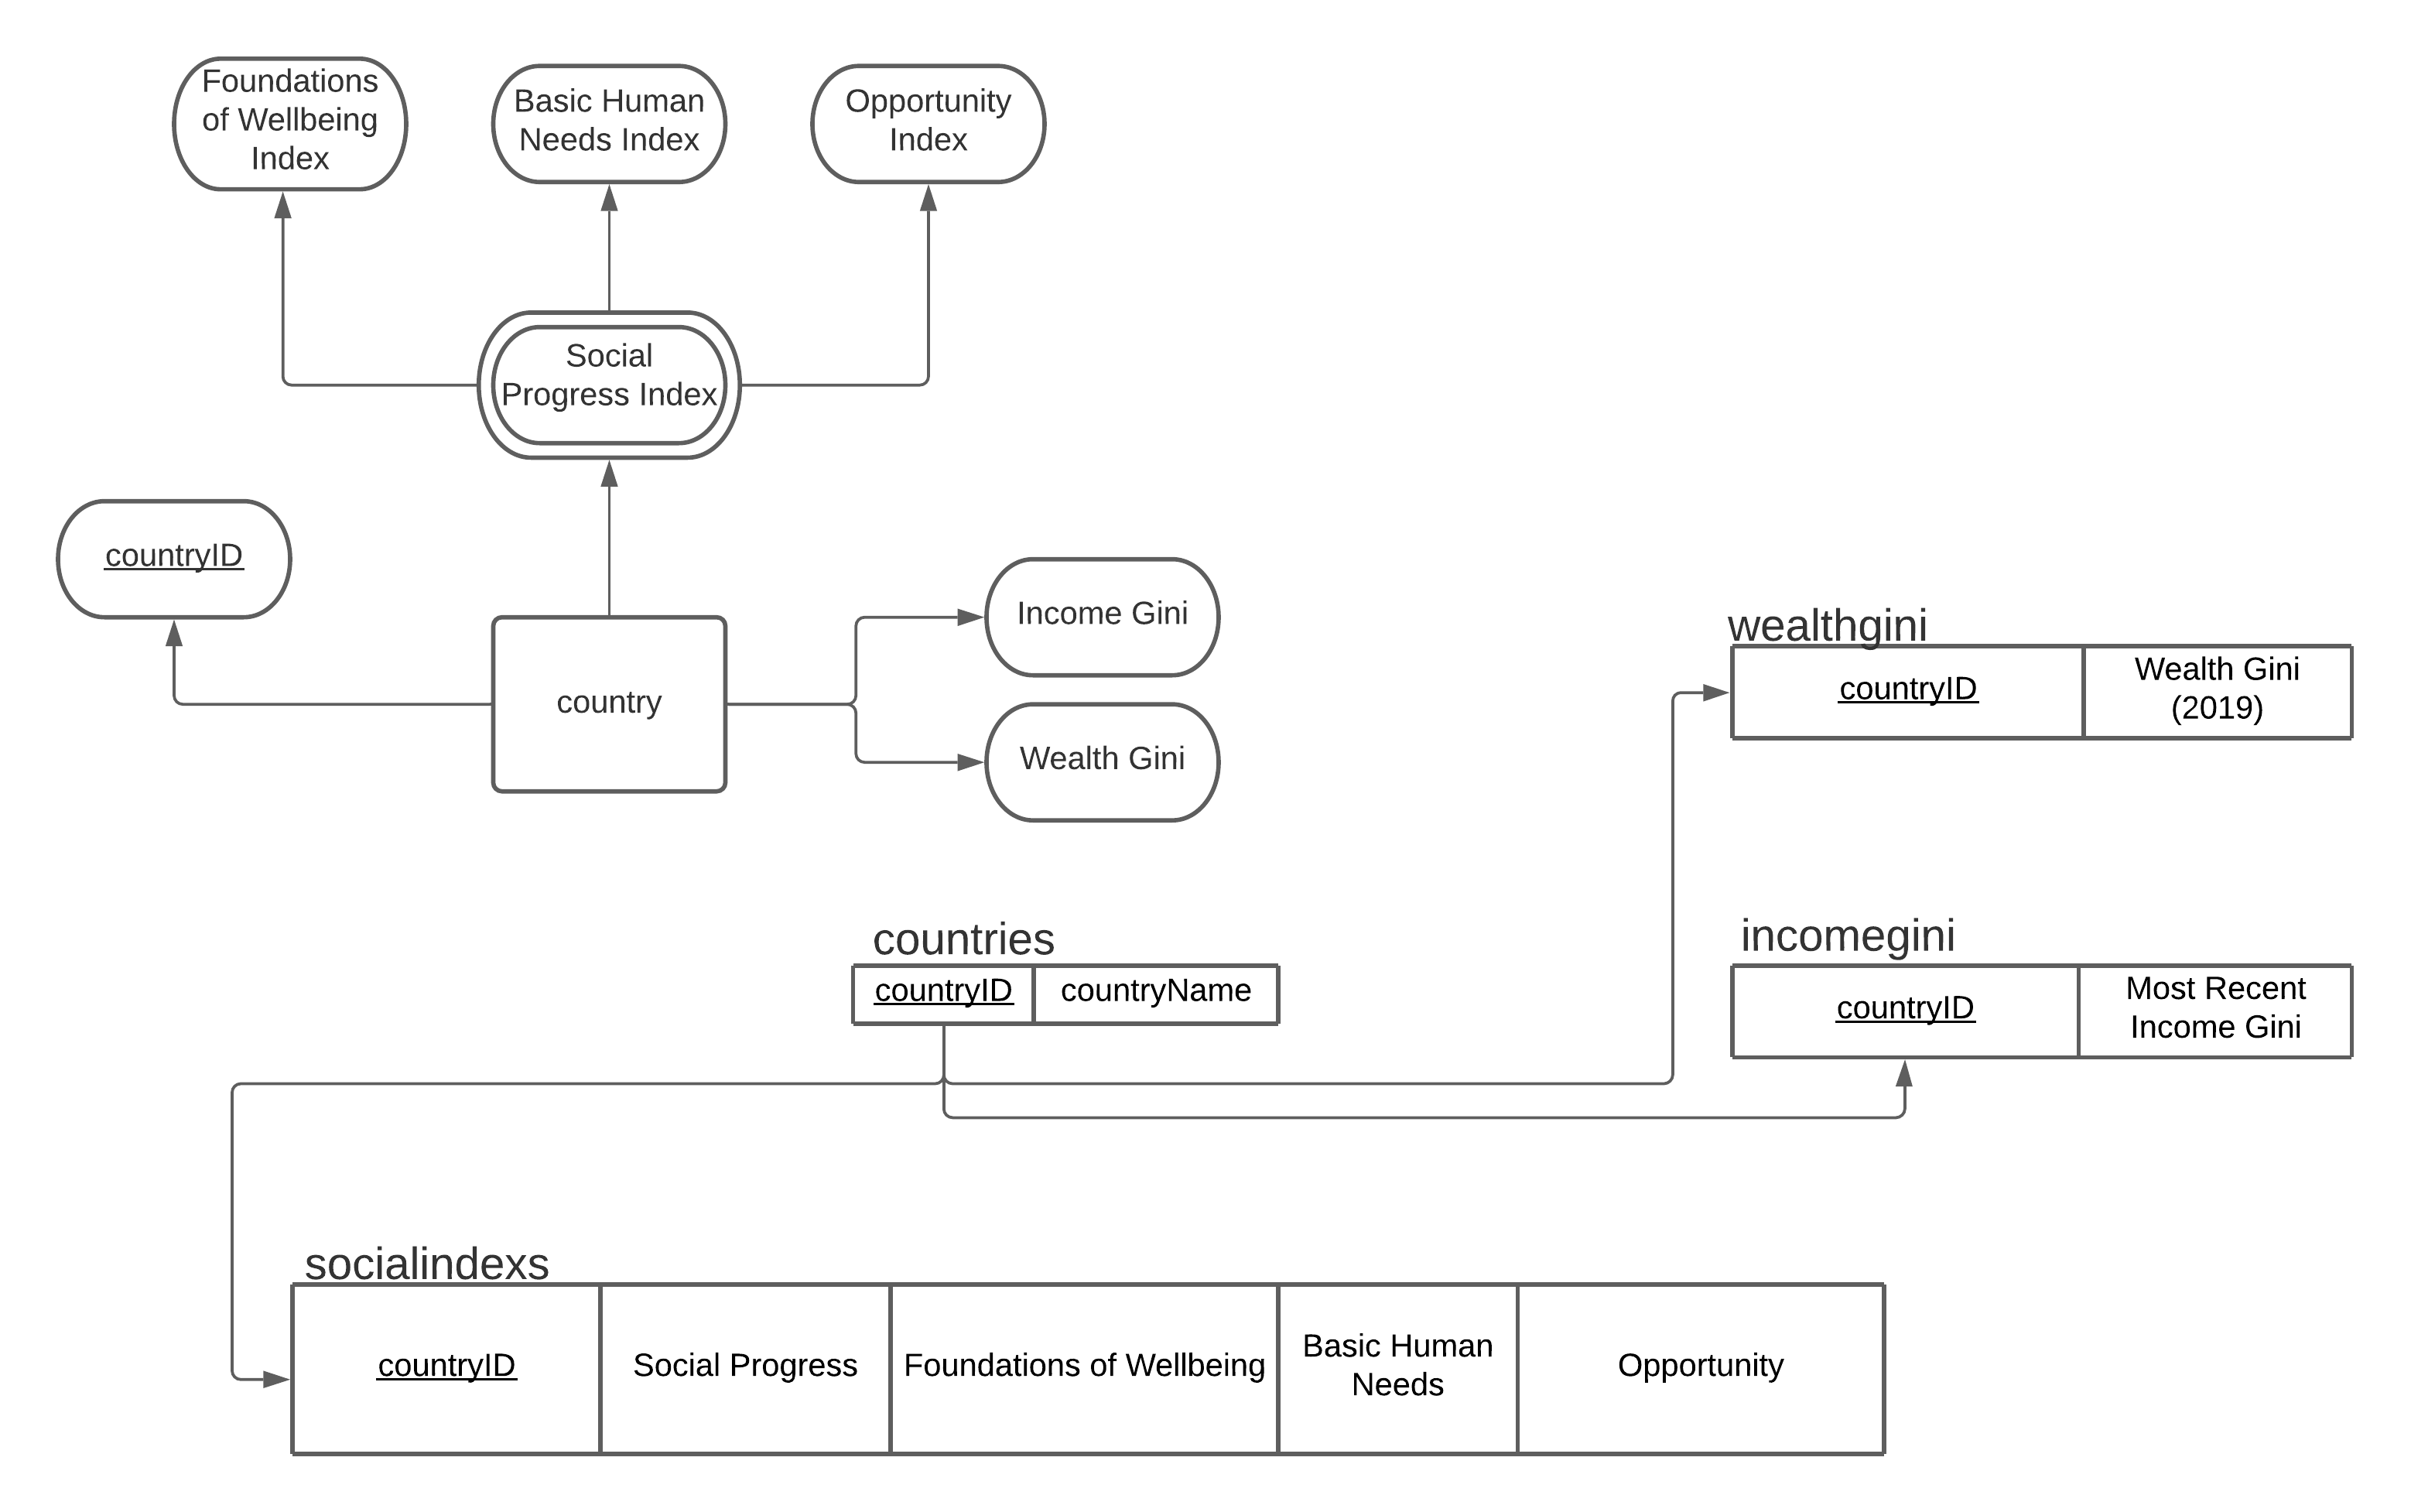 Foundations
of Wellbeing
Index
Basic Human
Needs Index
Opportunity
Index
Social
Progress Index
countryID
country
Income Gini
Wealth Gini
wealthgini
countryID
Wealth Gini
(2019)
countries
countryID
countryName
incomegini
countryID
Most Recent
Income Gini
socialindexs
countryID
Social Progress
Foundations of Wellbeing
Basic Human
Needs
Opportunity